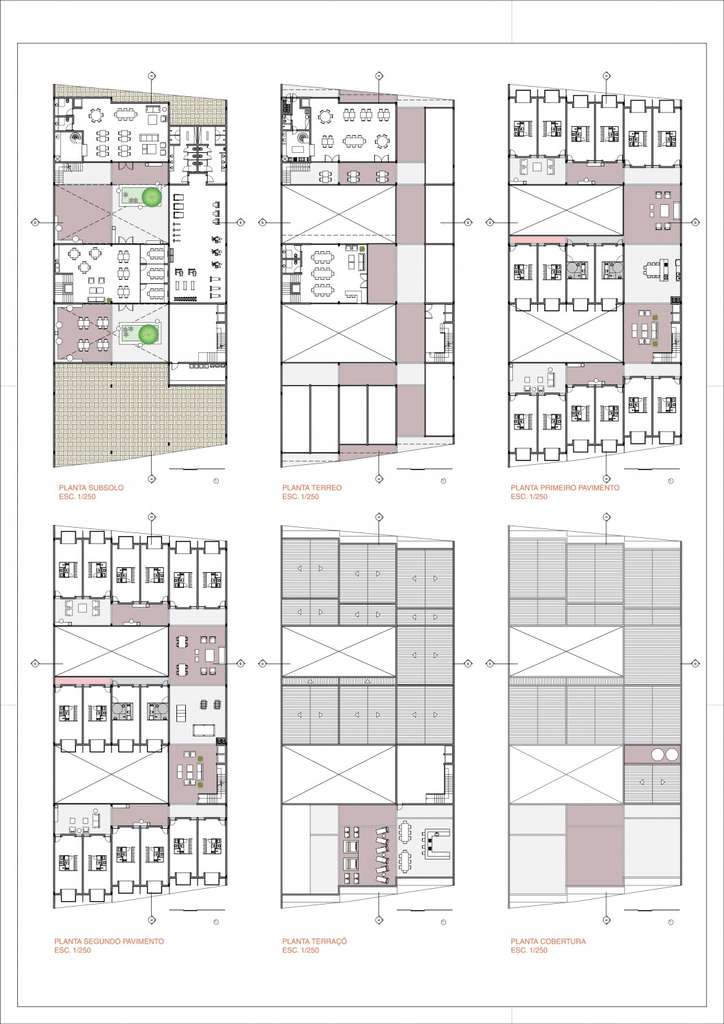 PLANTA SUBSOLO
ESC. 1/250
PLANTA TERREO
ESC. 1/250
PLANTA PRIMEIRO PAVIMENTO
ESC. 1/250
PLANTA SEGUNDO PAVIMENTO
ESC. 1/250
PLANTA TERRAÇÓ
ESC. 1/250
PLANTA COBERTURA
ESC. 1/250